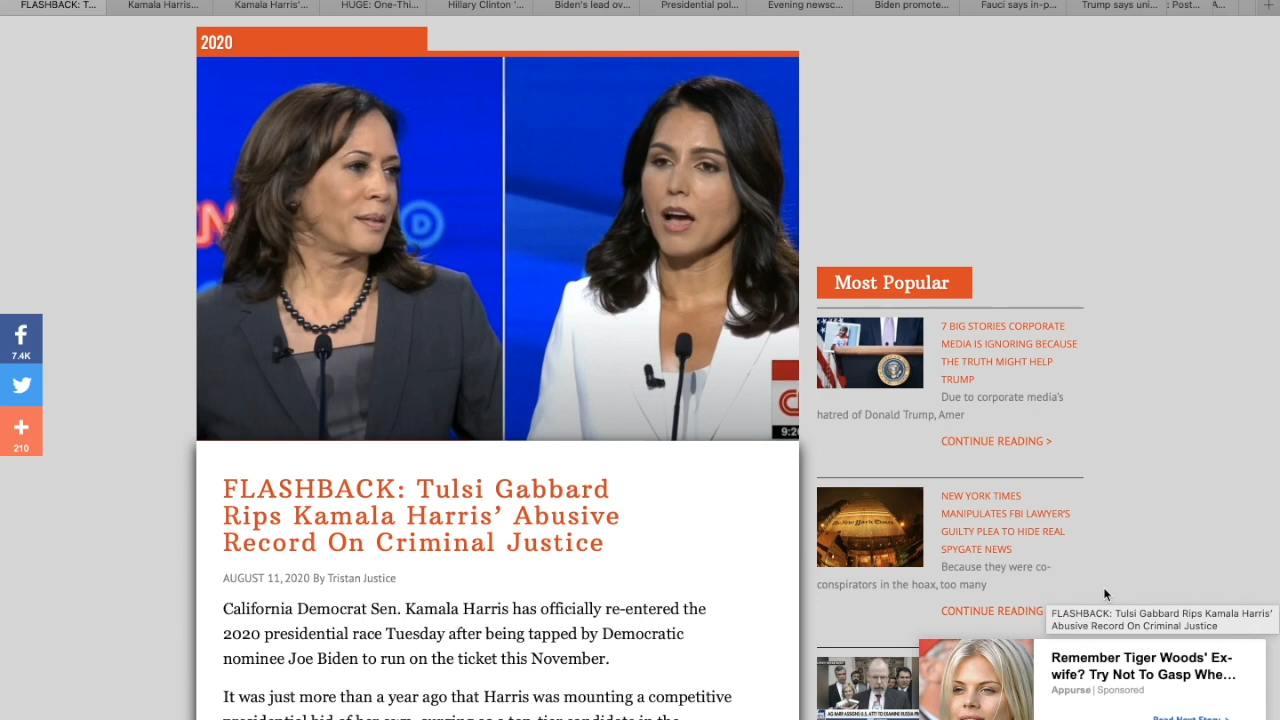 FLASHBACK: T...
Kamala Harris...
Kamala Harris'...
HUGE: One-Thi...
Hillary Clinton '...
Biden's lead ov...
Presidential pol...
Evening newsc...
Biden promote...
Fauci says in-p...
Trump says uni...
: Post...
A...
2020
9:2
7.4K
210
Most Popular
7 BIG STORIES CORPORATE
MEDIA IS IGNORING BECAUSE
THE TRUTH MIGHT HELP
TRUMP
Due to corporate media's
hatred of Donald Trump, Amer
CONTINUE READING >
NEW YORK TIMES
MANIPULATES FBI LAWYER'S
GUILTY PLEA TO HIDE REAL
SPYGATE NEWS
Because they were co-
conspirators in the hoax, too many
CONTINUE READING
FLASHBACK: Tulsi Gabbard
Rips Kamala Harris' Abusive
Record On Criminal Justice
AUGUST 11, 2020 By Tristan Justice
California Democrat Sen. Kamala Harris has officially re-entered the
2020 presidential race Tuesday after being tapped by Democratic
nominee Joe Biden to run on the ticket this November.
It was just more than a year ago that Harris was mounting a competitive
FLASHBACK: Tulsi Gabbard Rips Kamala Harris'
Abusive Record On Criminal Justice
Remember Tiger Woods' Ex-
wife? Try Not To Gasp Whe...
Appurse | Sponsored
Read Next Story >